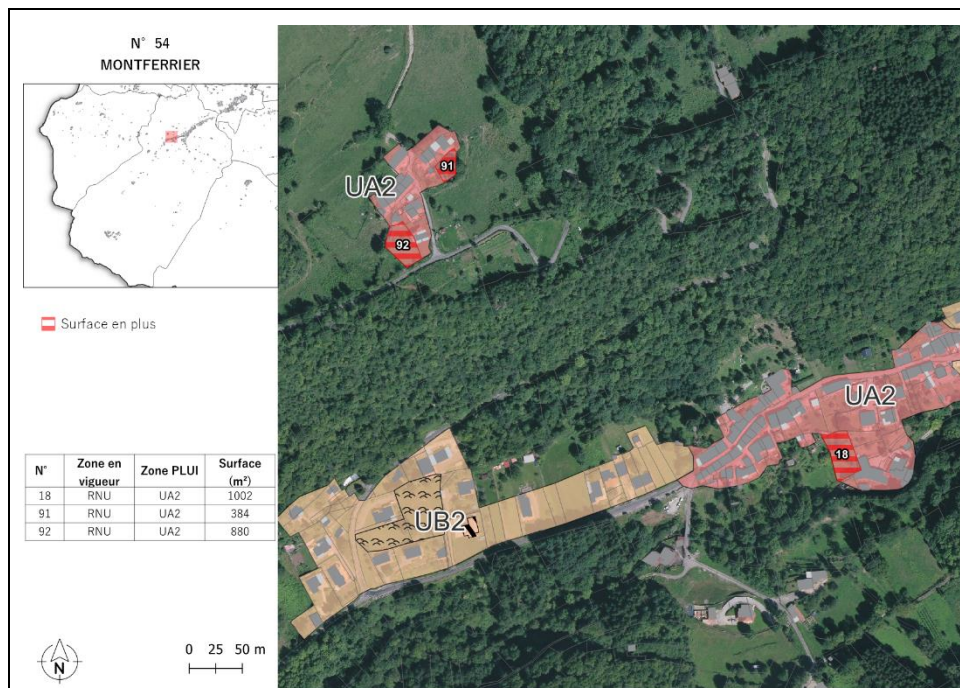 N° 54
MONTFERRIER
Surface en plus
N° Zone en vigueur Zone PLUI Surface (m²)
18 RNU UA2 1002
91 RNU UA2 384
92 RNU UA2 880
N
0 25 50 m
91
UA2
92
UA2
18
UB2